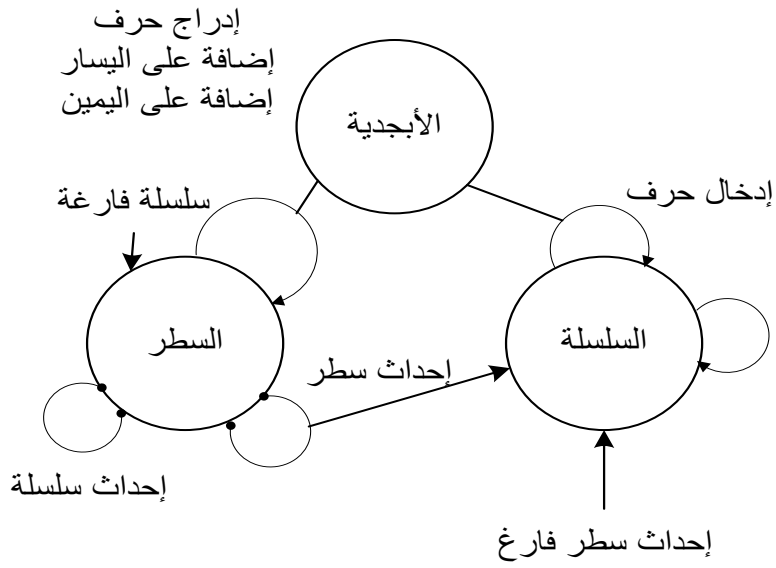 إدراج حرف
إضافة على اليسار
إضافة على اليمين
الأبجدية
إدخال حرف
سلسلة فارغة
السطر
السلسلة
إحداث سطر
إحداث سلسلة
إحداث سطر فارغ